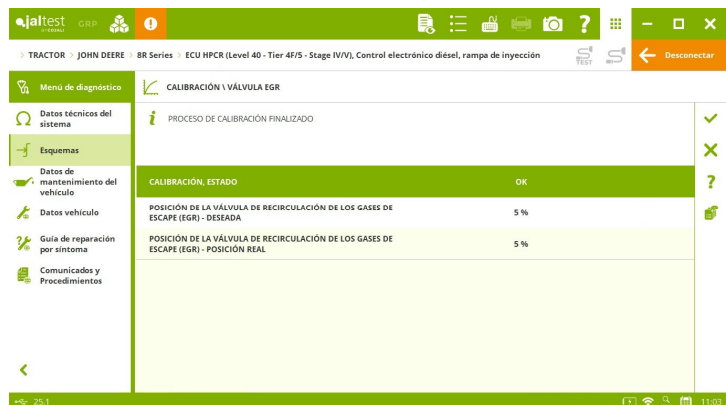 jaltest GRP
BY COJALI
> TRACTOR > JOHN DEERE > 8R Series > ECU HPCR (Level 40 - Tier 4F/5 - Stage IV/V), Control electrónico diésel, rampa de inyección
TEST
Desconectar
Menú de diagnóstico
Datos técnicos del
sistema
Esquemas
Datos de
mantenimiento del
vehículo
Datos vehículo
Guía de reparación
por síntoma
Comunicados y
Procedimientos
CALIBRACIÓN \ VÁLVULA EGR
PROCESO DE CALIBRACIÓN FINALIZADO
CALIBRACIÓN, ESTADO OK
POSICIÓN DE LA VÁLVULA DE RECIRCULACIÓN DE LOS GASES DE
ESCAPE (EGR) - DESEADA 5 %
POSICIÓN DE LA VÁLVULA DE RECIRCULACIÓN DE LOS GASES DE
ESCAPE (EGR) - POSICIÓN REAL 5 %
25.1 11:03